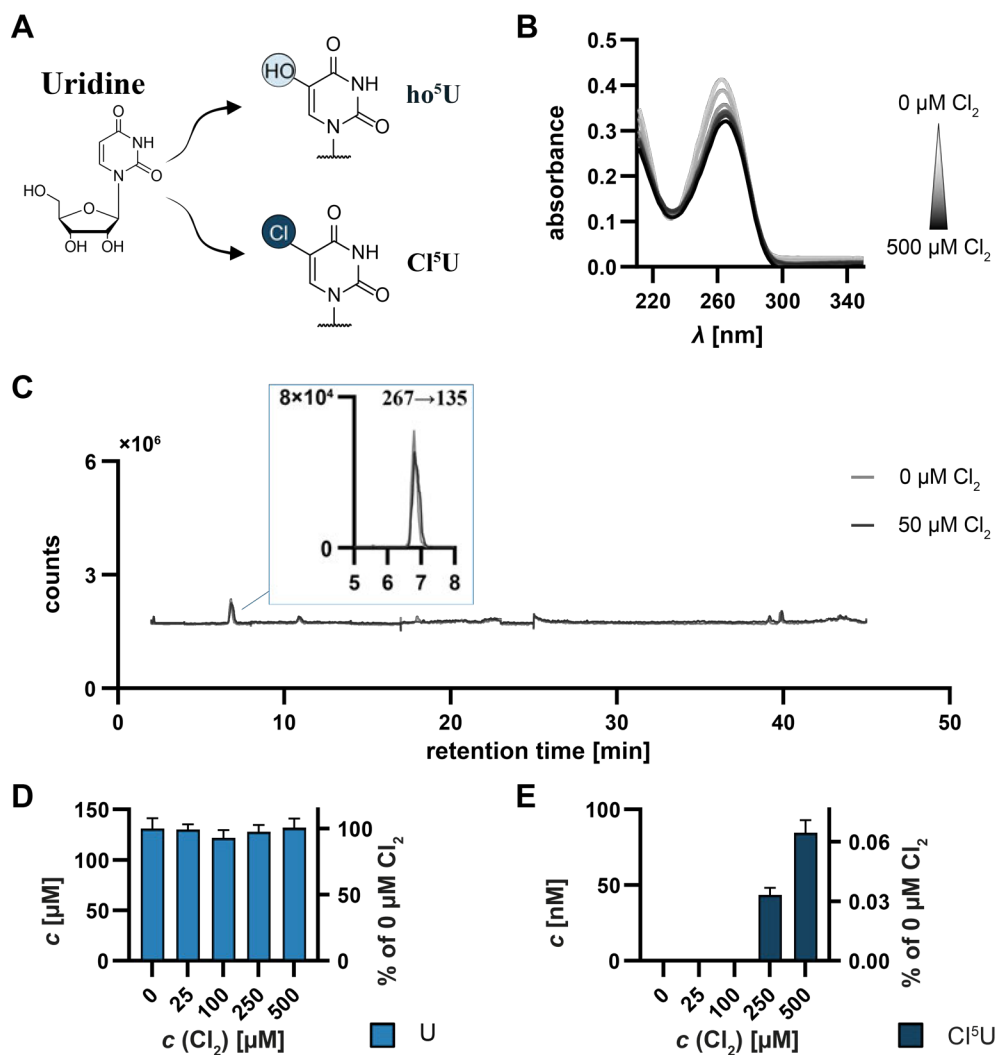 A
Uridine
O
NH
N
O
HO
O
OH
OH
HO
O
NH
N
O
ho⁵U
Cl
O
NH
N
O
Cl⁵U
B
absorbance
0.5
0.4
0.3
0.2
0.1
0.0
220 260 300 340
λ [nm]
0 µM Cl₂
500 µM Cl₂
C
×10⁶
counts
6
3
0
0 10 20 30 40 50
retention time [min]
8×10⁴
267→135
0
5 6 7 8
0 µM Cl₂
50 µM Cl₂
D
c [µM]
150
100
50
0
100
50
0
% of 0 µM Cl₂
0 25 100 250 500
c (Cl₂) [µM]
U
E
c [nM]
100
50
0
0.06
0.03
0.00
% of 0 µM Cl₂
0 25 100 250 500
c (Cl₂) [µM]
Cl⁵U